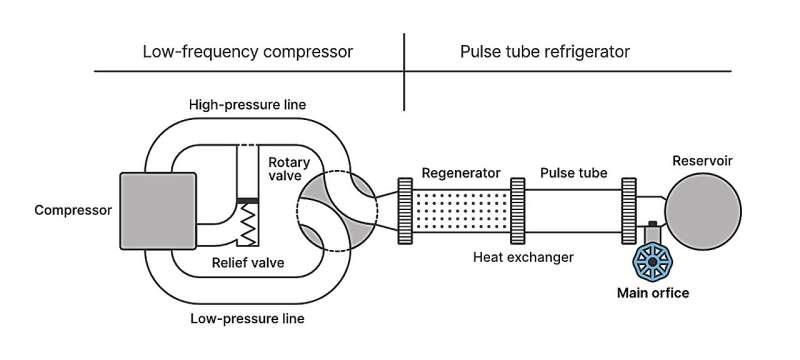 Low-frequency compressor
Pulse tube refrigerator
High-pressure line
Rotary
valve
Regenerator
Pulse tube
Reservoir
Compressor
Relief valve
Heat exchanger
Main orfice
Low-pressure line